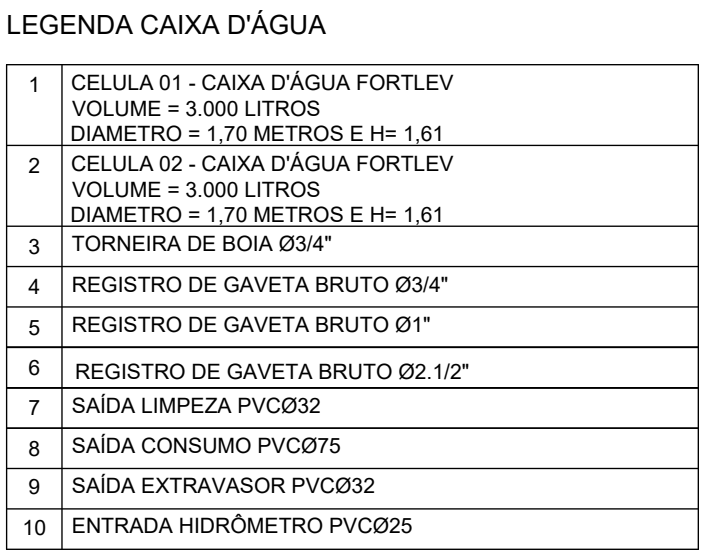 LEGENDA CAIXA D'ÁGUA
1 CELULA 01 - CAIXA D'ÁGUA FORTLEV
VOLUME = 3.000 LITROS
DIAMETRO = 1,70 METROS E H= 1,61
2 CELULA 02 - CAIXA D'ÁGUA FORTLEV
VOLUME = 3.000 LITROS
DIAMETRO = 1,70 METROS E H= 1,61
3 TORNEIRA DE BOIA Ø3/4"
4 REGISTRO DE GAVETA BRUTO Ø3/4"
5 REGISTRO DE GAVETA BRUTO Ø1"
6 REGISTRO DE GAVETA BRUTO Ø2.1/2"
7 SAÍDA LIMPEZA PVCØ32
8 SAÍDA CONSUMO PVCØ75
9 SAÍDA EXTRAVASOR PVCØ32
10 ENTRADA HIDRÔMETRO PVCØ25